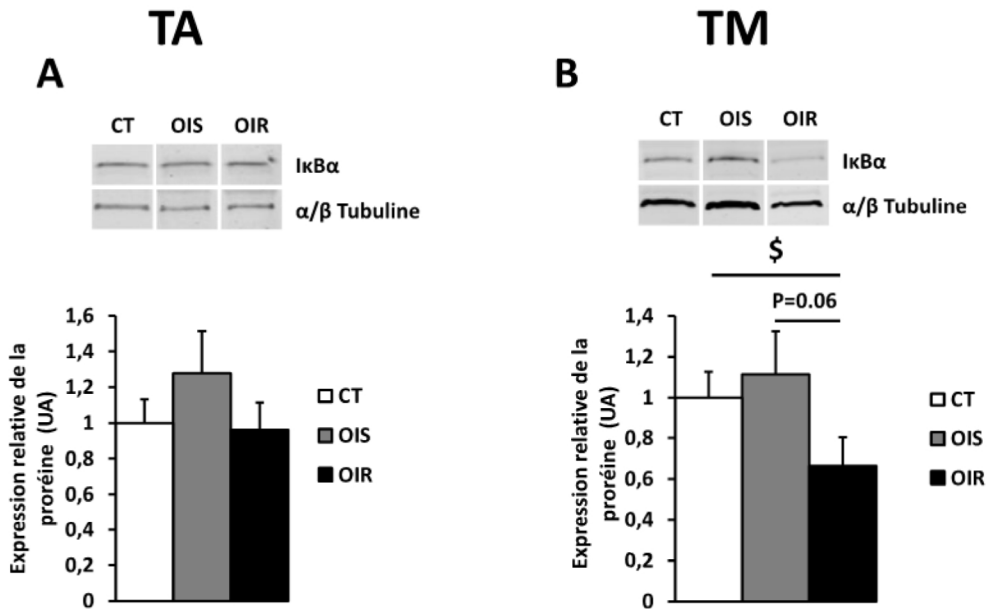 TA
A
CT OIS OIR
IκBα
α/β Tubuline
Expression relative de la
proréine (UA)
1,6
1,4
1,2
1
0,8
0,6
0,4
0,2
0
CT
OIS
OIR
TM
B
CT OIS OIR
IκBα
α/β Tubuline
$
P=0.06
Expression relative de la
proréine (UA)
1,4
1,2
1
0,8
0,6
0,4
0,2
0
CT
OIS
OIR